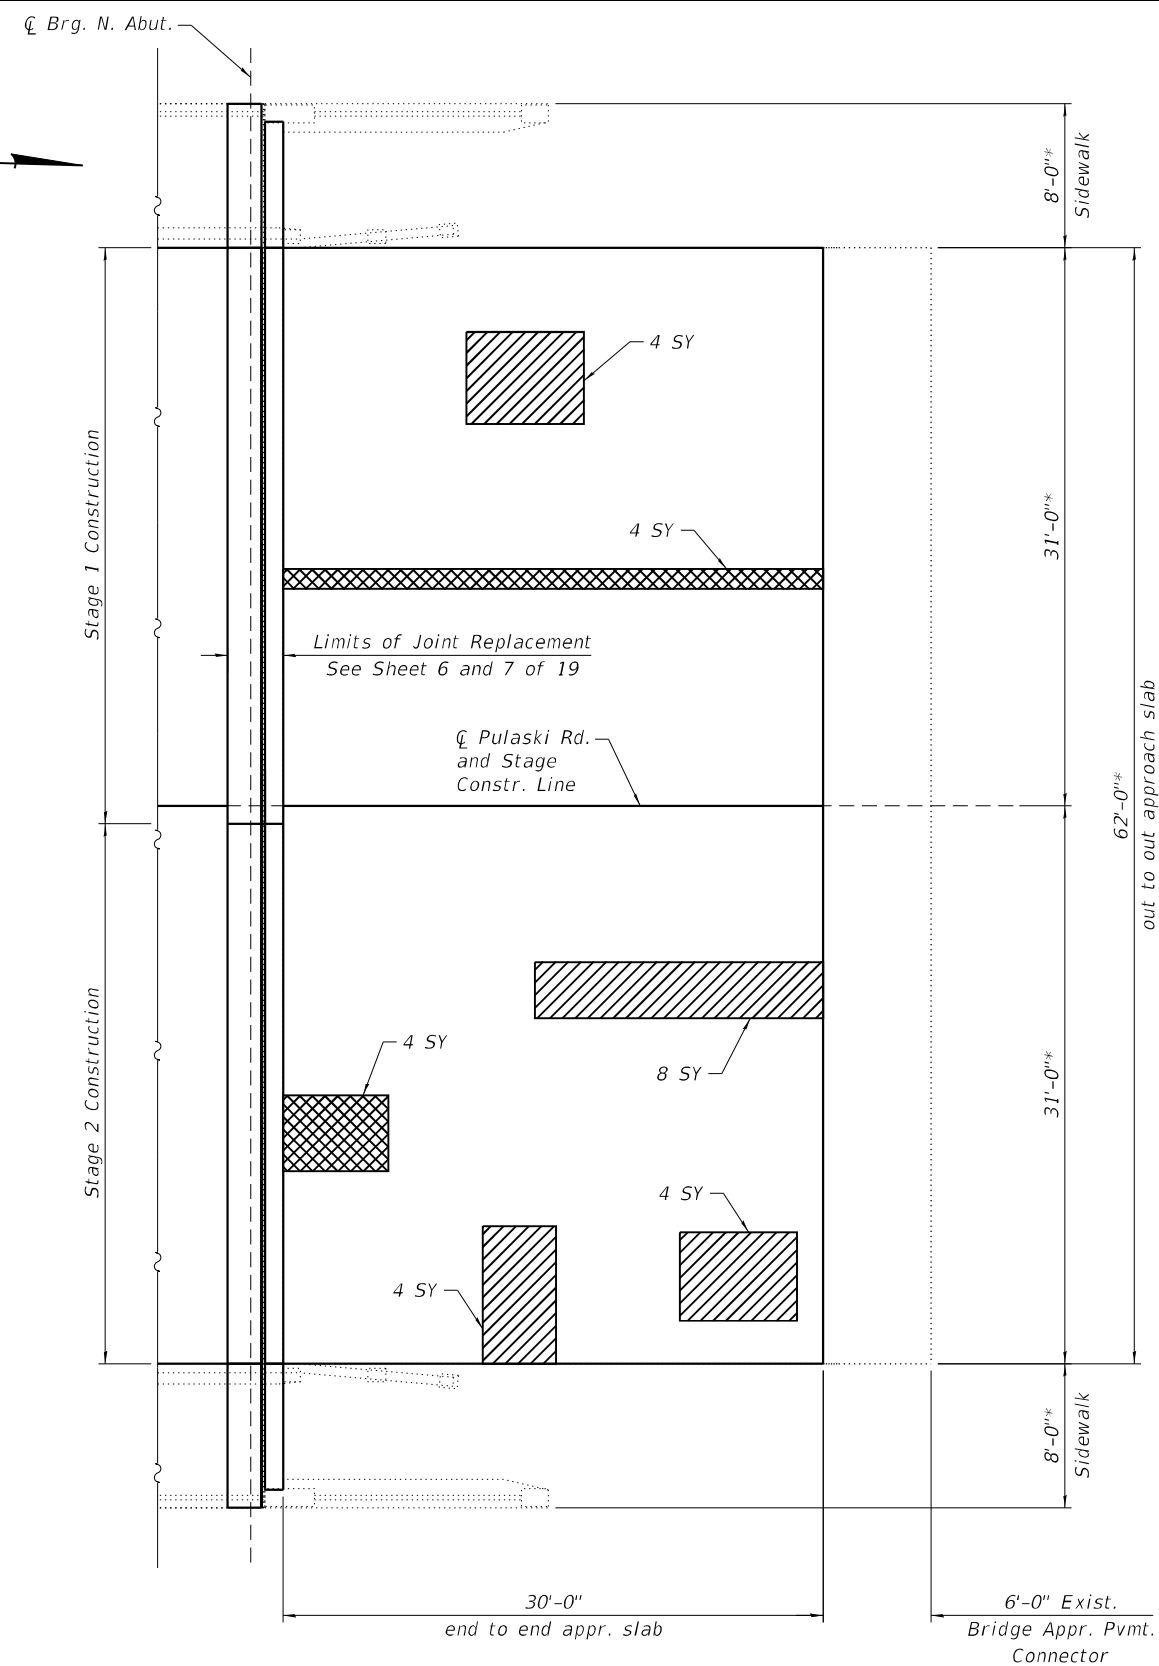 ℄ Brg. N. Abut.
8'-0"*
Sidewalk
4 SY
Stage 1 Construction
31'-0"*
4 SY
Limits of Joint Replacement
See Sheet 6 and 7 of 19
℄ Pulaski Rd.
and Stage
Constr. Line
62'-0"*
out to out approach slab
Stage 2 Construction
4 SY
8 SY
31'-0"*
4 SY
4 SY
8'-0"*
Sidewalk
30'-0"
end to end appr. slab
6'-0" Exist.
Bridge Appr. Pvmt.
Connector